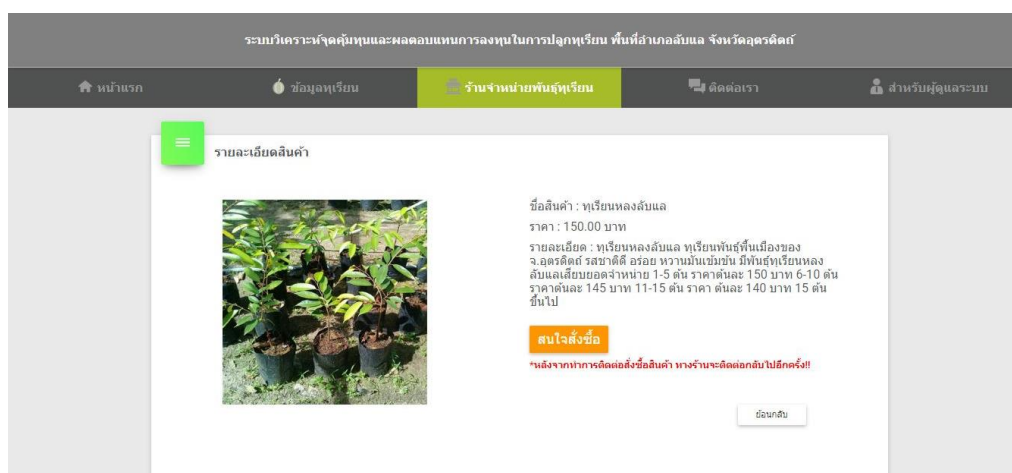 ระบบวิเคราะห์จุดคุ้มทุนและผลตอบแทนการลงทุนในการปลูกทุเรียน พื้นที่อำเภอลับแล จังหวัดอุตรดิตถ์
หน้าแรก
ข้อมูลทุเรียน
ร้านจำหน่ายพันธุ์ทุเรียน
ติดต่อเรา
สำหรับผู้ดูแลระบบ
รายละเอียดสินค้า
ชื่อสินค้า : ทุเรียนหลงลับแล
ราคา : 150.00 บาท
รายละเอียด : ทุเรียนหลงลับแล ทุเรียนพันธุ์พื้นเมืองของ
จ.อุตรดิตถ์ รสชาติดี อร่อย หวานมันเข้มข้น มีพันธุ์ทุเรียนหลง
ลับแลเสียบยอดจำหน่าย 1-5 ต้น ราคาต้นละ 150 บาท 6-10 ต้น
ราคาต้นละ 145 บาท 11-15 ต้น ราคา ต้นละ 140 บาท 15 ต้น
ขึ้นไป
สนใจสั่งซื้อ
*หลังจากทำการติดต่อสั่งซื้อสินค้า ทางร้านจะติดต่อกลับไปอีกครั้ง!!
ย้อนกลับ